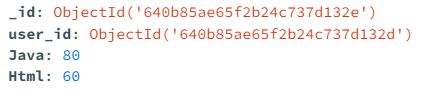 _id: ObjectId('640b85ae65f2b24c737d132e')
user_id: ObjectId('640b85ae65f2b24c737d132d')
Java: 80
Html: 60